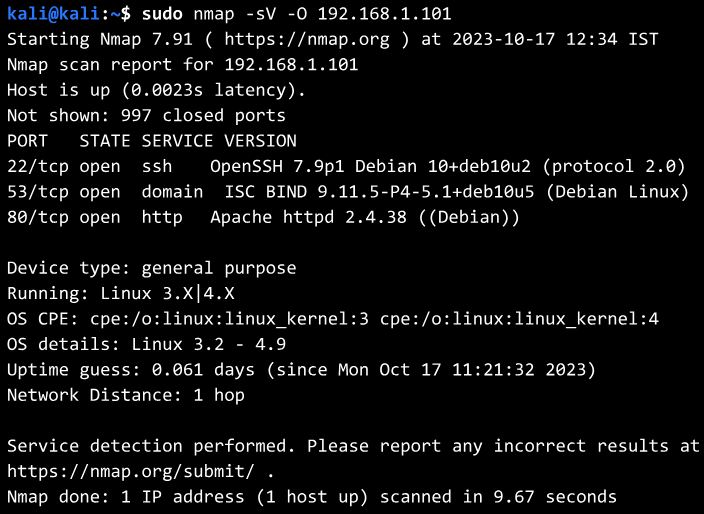 kali@kali:~$ sudo nmap -sV -O 192.168.1.101
Starting Nmap 7.91 ( https://nmap.org ) at 2023-10-17 12:34 IST
Nmap scan report for 192.168.1.101
Host is up (0.0023s latency).
Not shown: 997 closed ports
PORT   STATE SERVICE VERSION
22/tcp open  ssh    OpenSSH 7.9p1 Debian 10+deb10u2 (protocol 2.0)
53/tcp open  domain  ISC BIND 9.11.5-P4-5.1+deb10u5 (Debian Linux)
80/tcp open  http   Apache httpd 2.4.38 ((Debian))
Device type: general purpose
Running: Linux 3.X|4.X
OS CPE: cpe:/o:linux:linux_kernel:3 cpe:/o:linux:linux_kernel:4
OS details: Linux 3.2 - 4.9
Uptime guess: 0.061 days (since Mon Oct 17 11:21:32 2023)
Network Distance: 1 hop
Service detection performed. Please report any incorrect results at
https://nmap.org/submit/ .
Nmap done: 1 IP address (1 host up) scanned in 9.67 seconds